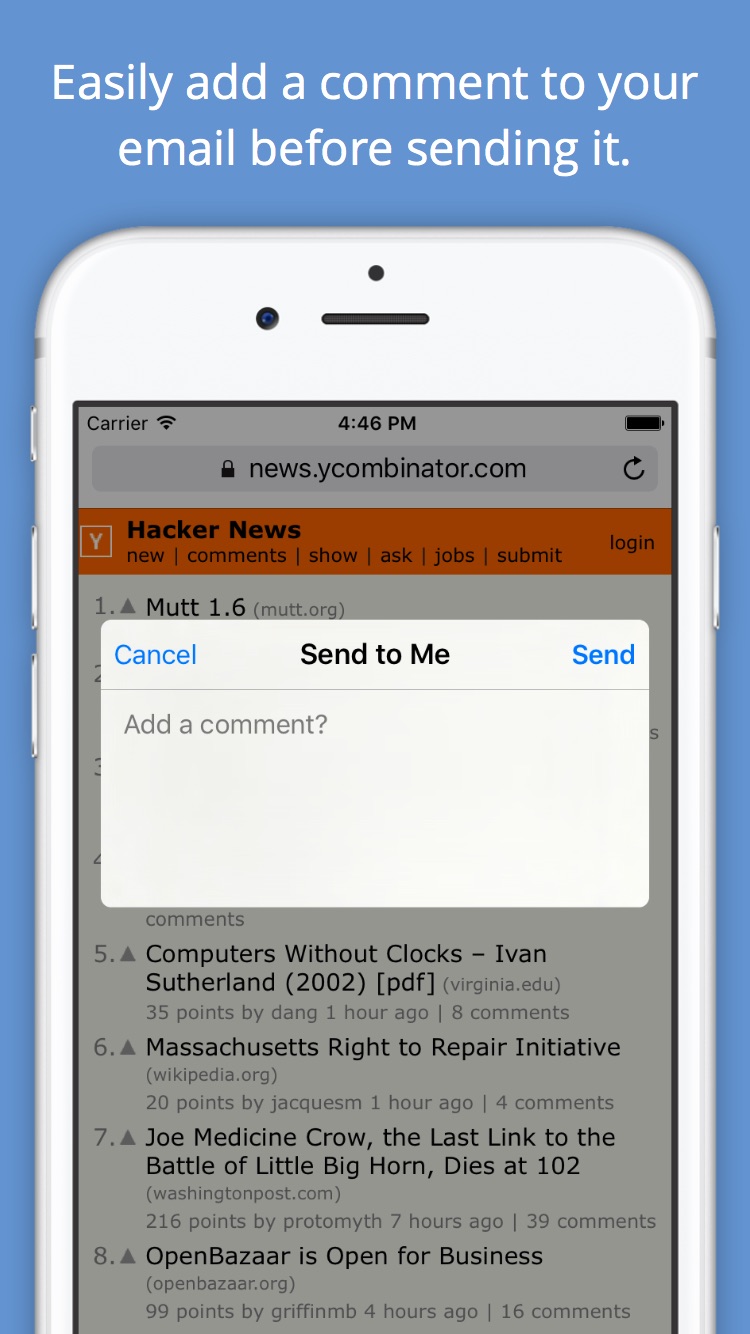 Easily add a comment to your
email before sending it.
Carrier 4:46 PM
news.ycombinator.com
Y Hacker News
new | comments | show | ask | jobs | submit login
1. Mutt 1.6 (mutt.org)
Cancel Send to Me Send
2
Add a comment?
s
3
4
comments
5. Computers Without Clocks – Ivan
Sutherland (2002) [pdf] (virginia.edu)
35 points by dang 1 hour ago | 8 comments
6. Massachusetts Right to Repair Initiative
(wikipedia.org)
20 points by jacquesm 1 hour ago | 4 comments
7. Joe Medicine Crow, the Last Link to the
Battle of Little Big Horn, Dies at 102
(washingtonpost.com)
216 points by protomyth 7 hours ago | 39 comments
8. OpenBazaar is Open for Business
(openbazaar.org)
99 points by griffinmb 4 hours ago | 16 comments